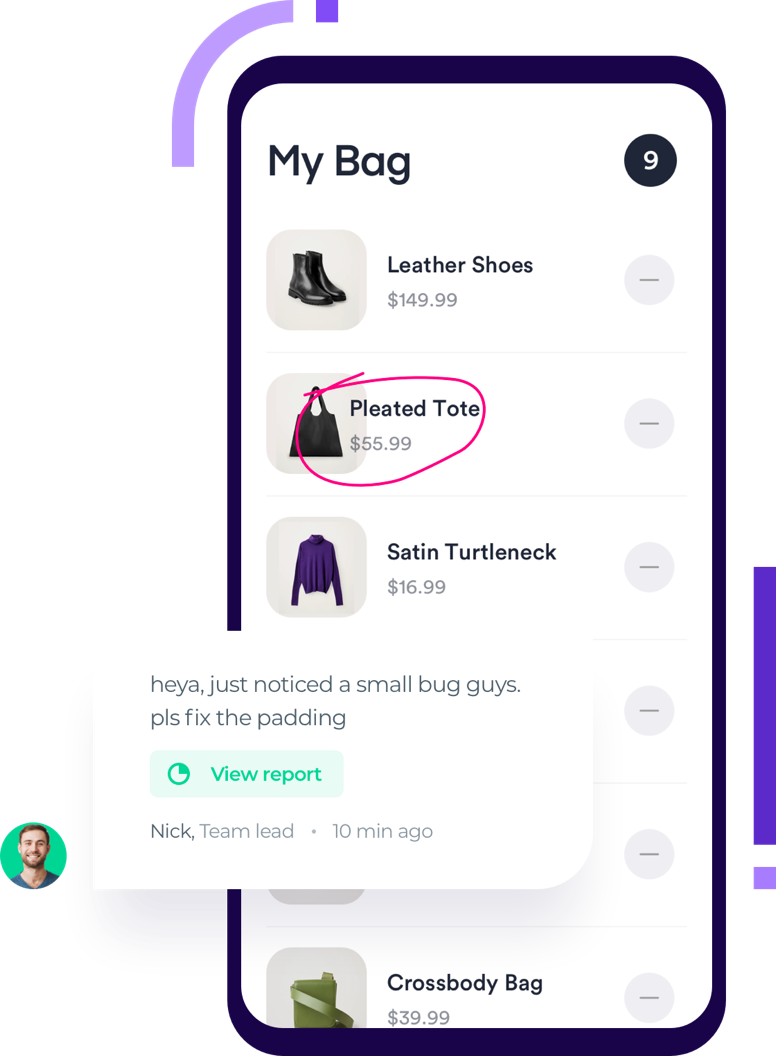 My Bag
9
Leather Shoes
$149.99
Pleated Tote
$55.99
Satin Turtleneck
$16.99
heya, just noticed a small bug guys.
pls fix the padding
View report
Nick, Team lead • 10 min ago
Crossbody Bag
$39.99